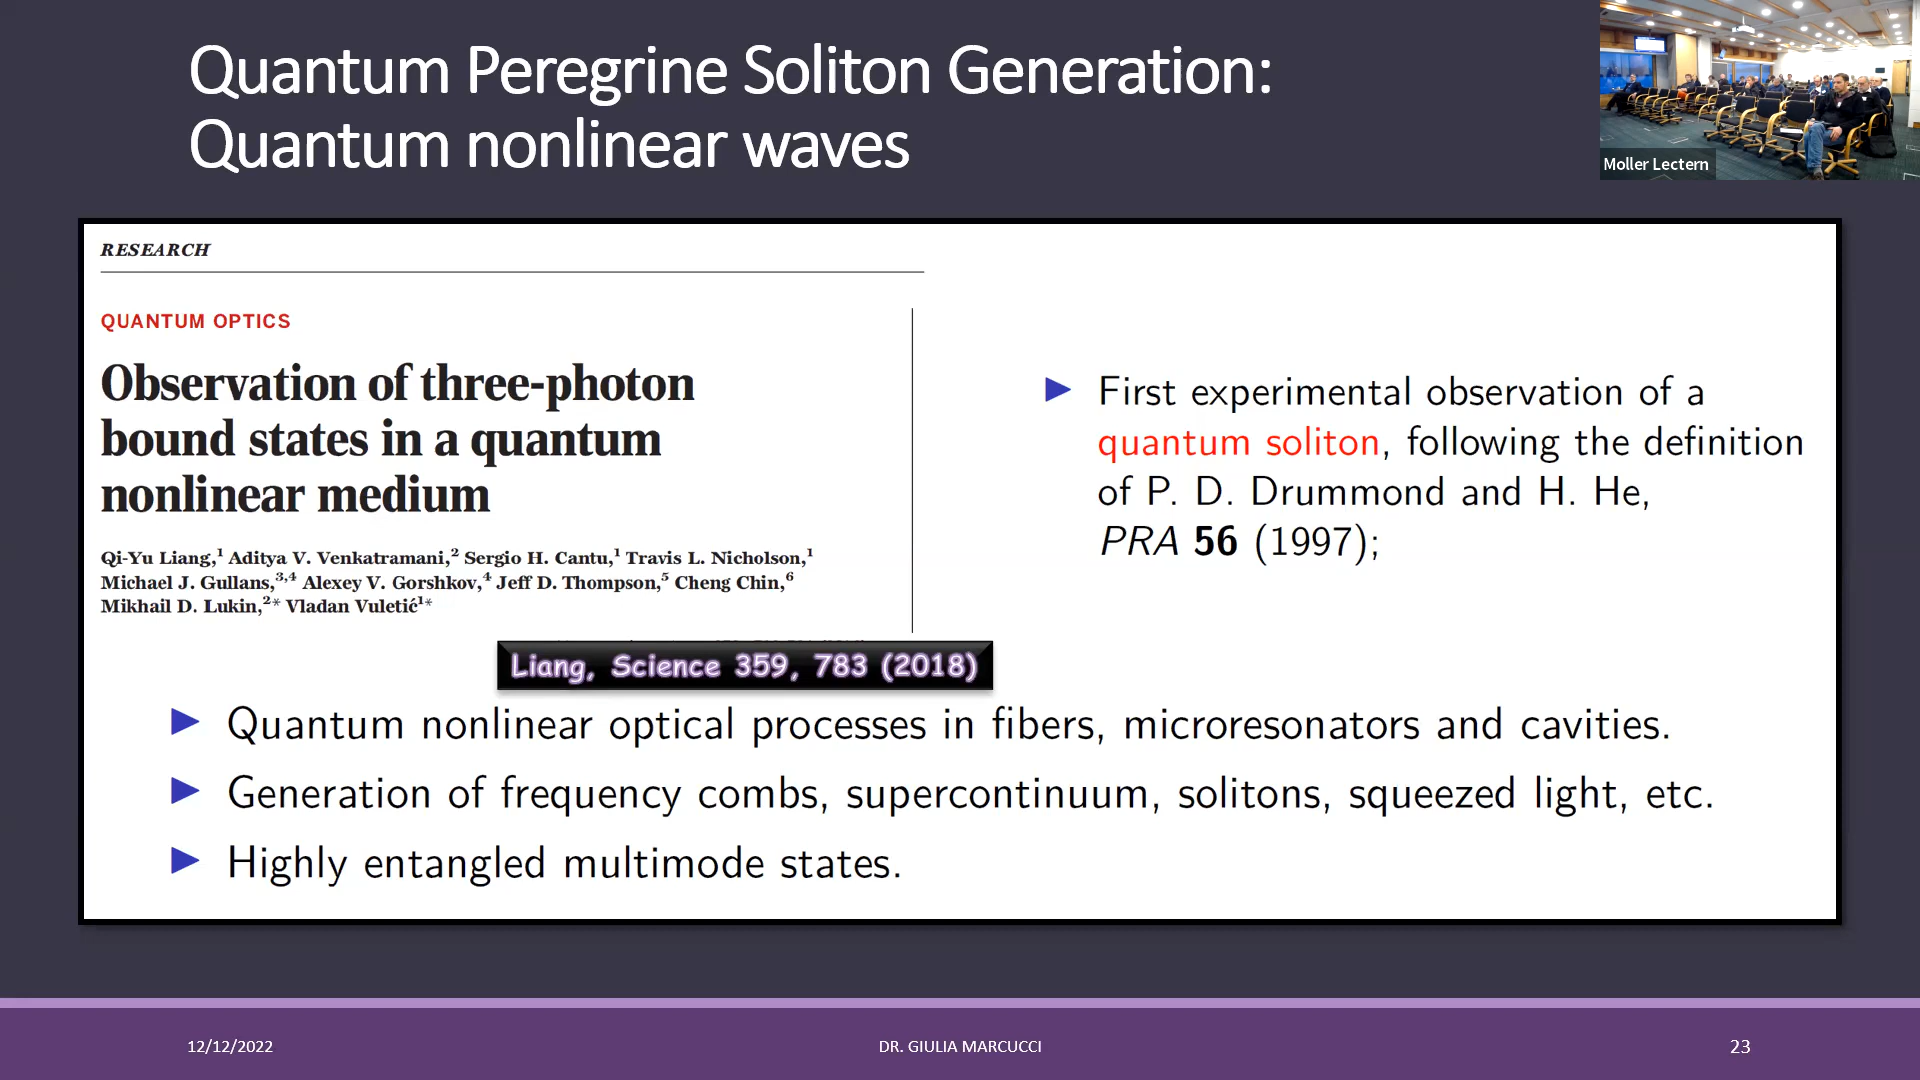 Quantum Peregrine Soliton Generation:
Quantum nonlinear waves
Moller Lectern
RESEARCH
QUANTUM OPTICS
Observation of three-photon
bound states in a quantum
nonlinear medium
Qi-Yu Liang,¹ Aditya V. Venkatramani,² Sergio H. Cantu,¹ Travis L. Nicholson,¹
Michael J. Gullans,³,⁴ Alexey V. Gorshkov,⁴ Jeff D. Thompson,⁵ Cheng Chin,⁶
Mikhail D. Lukin,²* Vladan Vuletić¹*
▶ First experimental observation of a
quantum soliton, following the definition
of P. D. Drummond and H. He,
PRA 56 (1997);
Liang, Science 359, 783 (2018)
▶ Quantum nonlinear optical processes in fibers, microresonators and cavities.
▶ Generation of frequency combs, supercontinuum, solitons, squeezed light, etc.
▶ Highly entangled multimode states.
12/12/2022
DR. GIULIA MARCUCCI
23